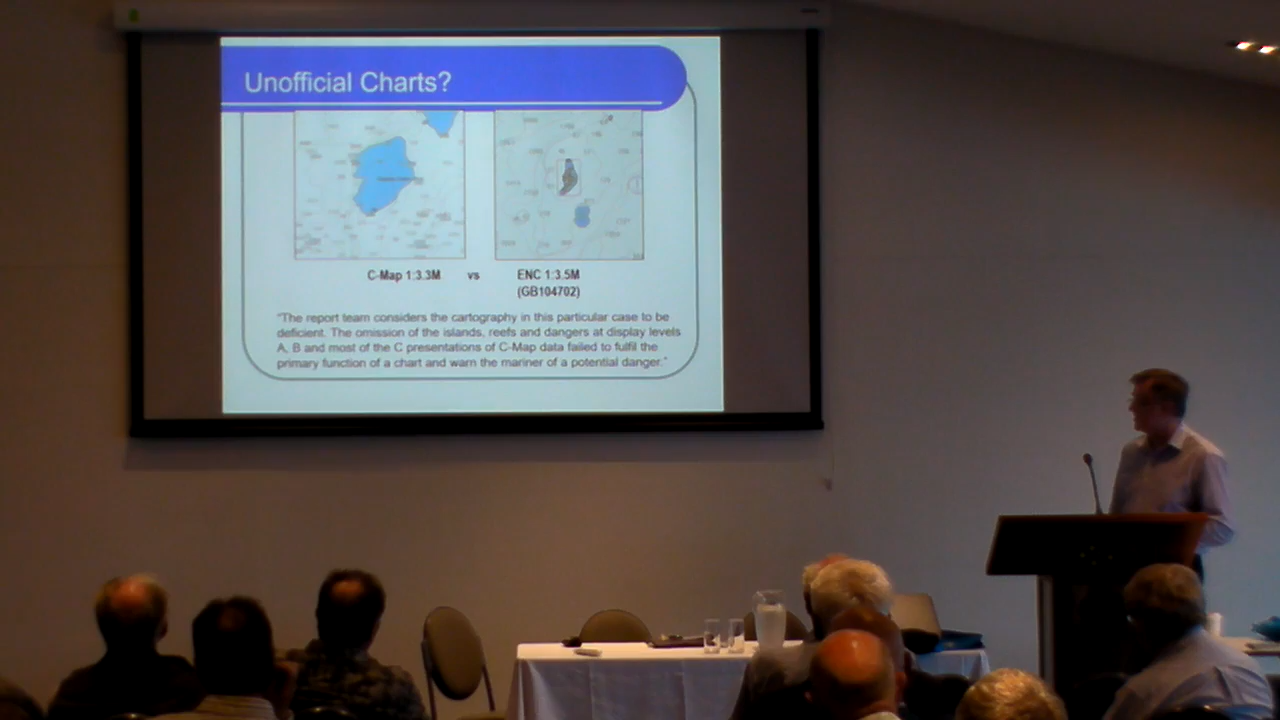 Unofficial Charts?
C-Map 1:3.3M vs ENC 1:3.5M
(GB104702)
"The report team considers the cartography in this particular case to be
deficient. The omission of the islands, reefs and dangers at display levels
A, B and most of the C presentations of C-Map data failed to fulfil the
primary function of a chart and warn the mariner of a potential danger."